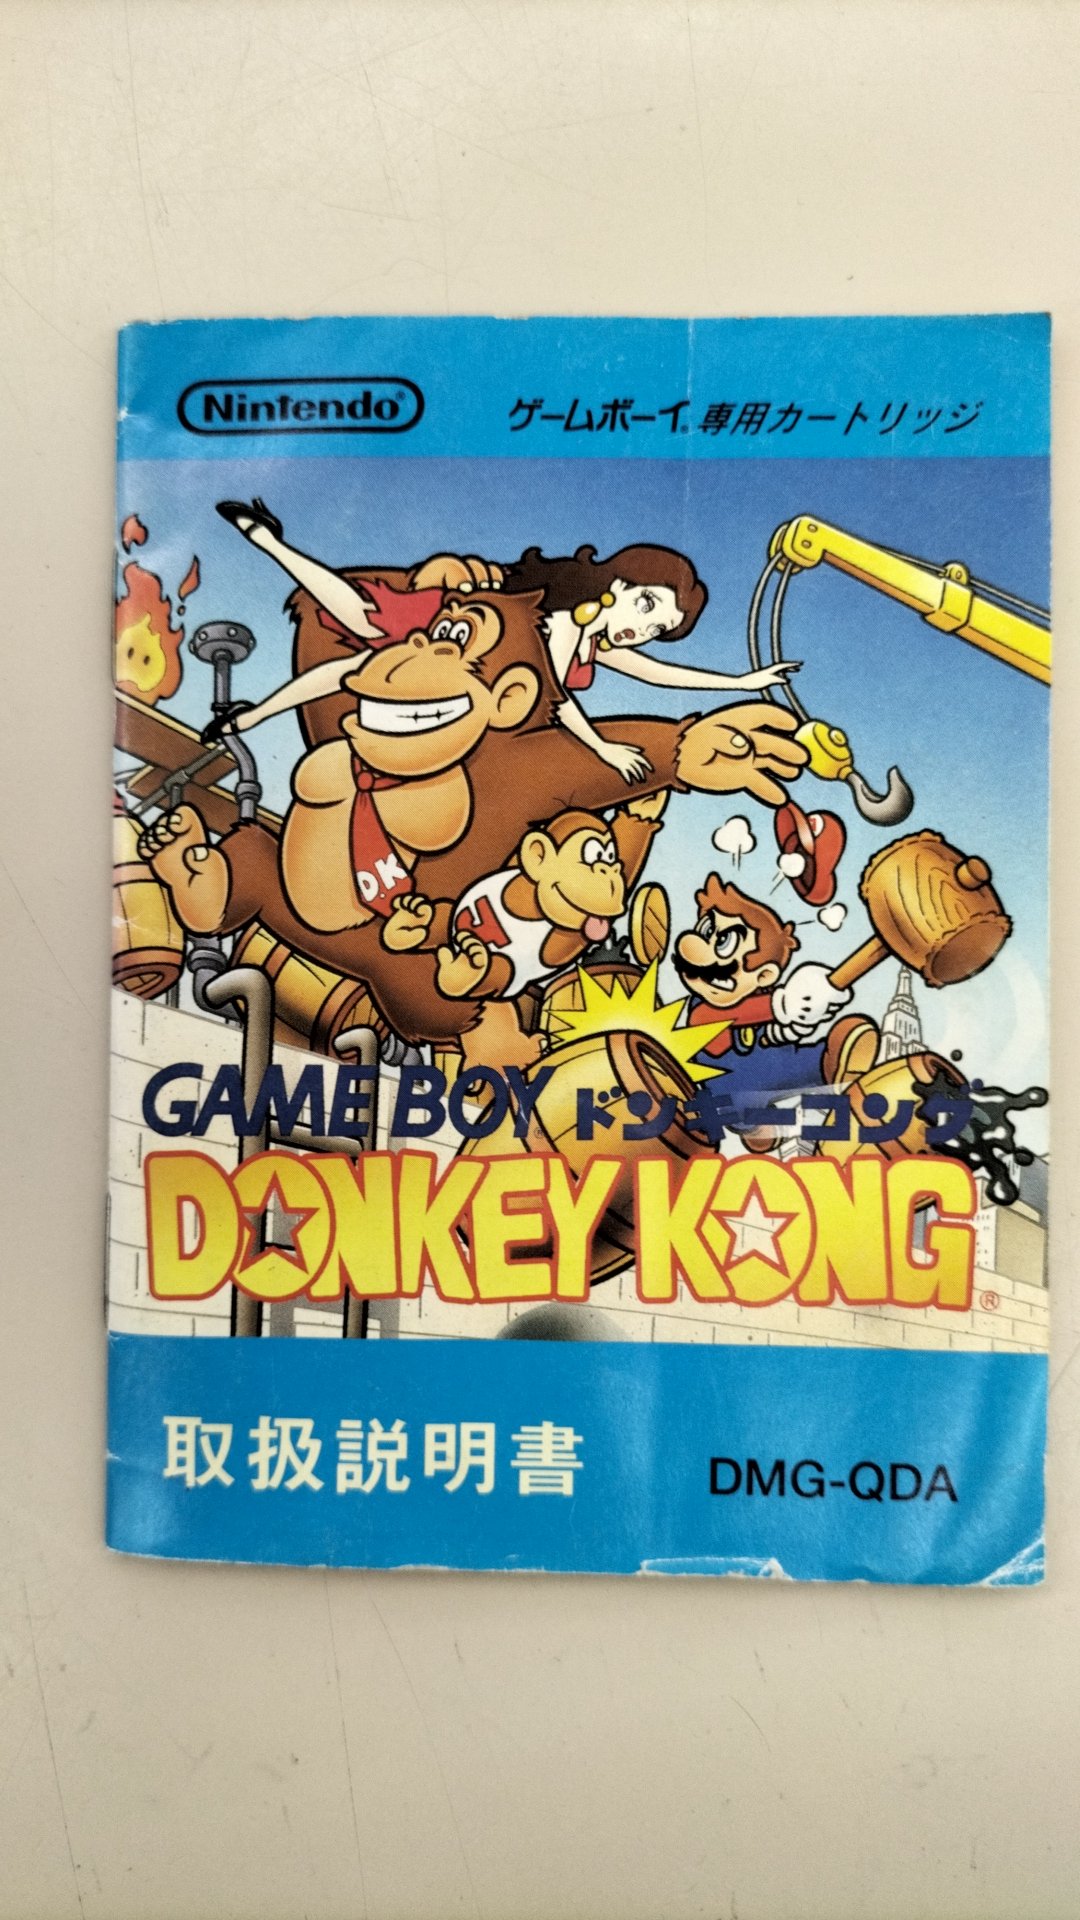 Nintendo®
ゲームボーイ®専用カートリッジ
D.K
M
GAME BOY® ドンキーコング
DONKEY KONG®
取扱説明書
DMG-QDA